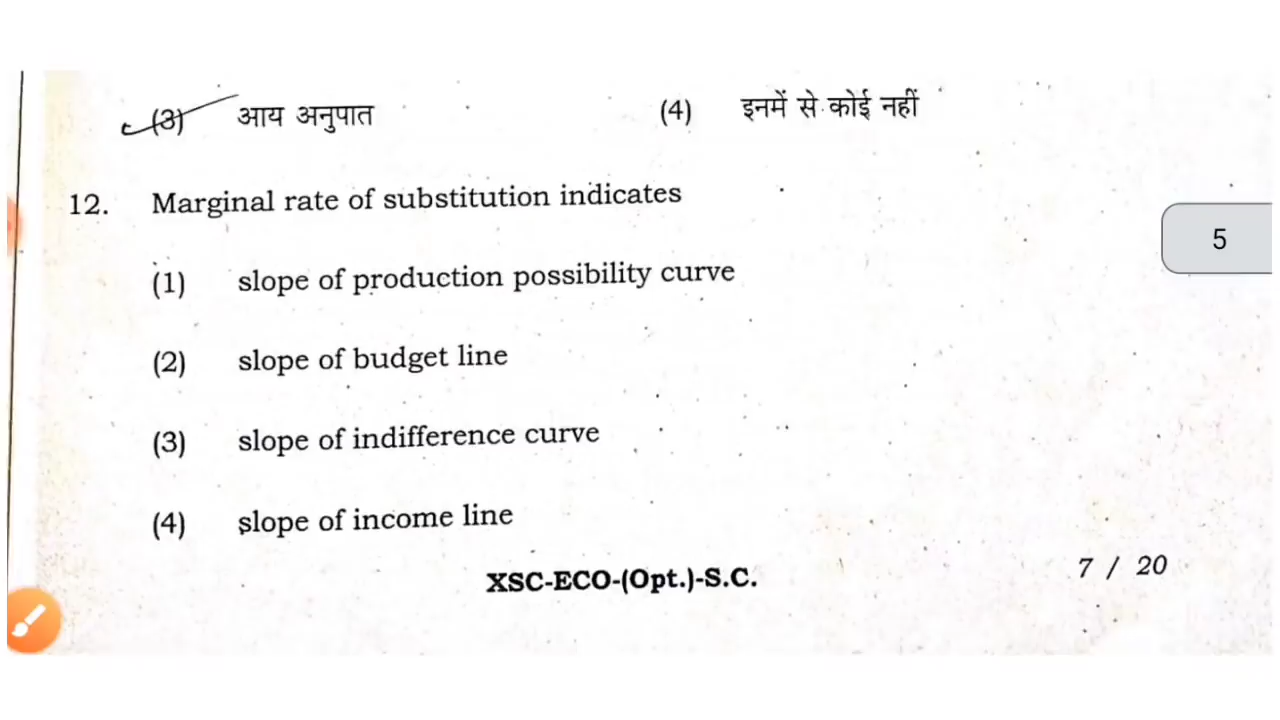 (3) आय अनुपात (4) इनमें से कोई नहीं
12. Marginal rate of substitution indicates
5
(1) slope of production possibility curve
(2) slope of budget line
(3) slope of indifference curve
(4) slope of income line
XSC-ECO-(Opt.)-S.C. 7 / 20